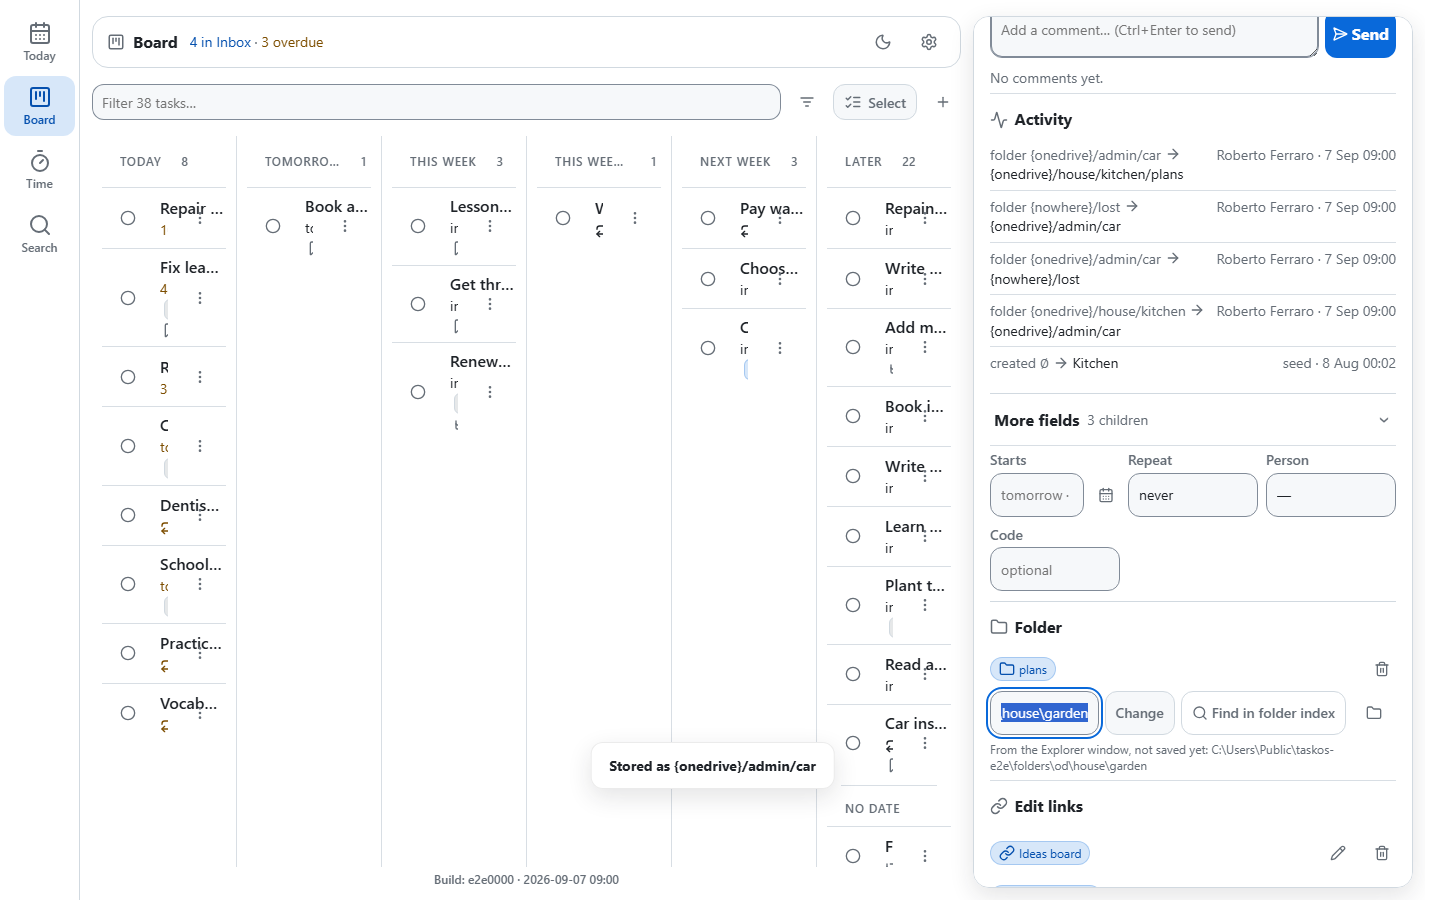 Today
Board
Time
Search
Board 4 in Inbox · 3 overdue
Filter 38 tasks...
Select
TODAY 8
Repair ...
1
Fix lea...
4
R
3
C
Dentis...
School...
Practic...
Vocab...
TOMORRO... 1
Book a...
THIS WEEK 3
Lesson...
Get thr...
Renew...
THIS WEE... 1
NEXT WEEK 3
Pay wa...
Choos...
C
LATER 22
Repain...
Write ...
Add m...
Book i...
Write ...
Learn ...
Plant t...
Read a...
Car ins...
NO DATE
F
Stored as {onedrive}/admin/car
Build: e2e0000 · 2026-09-07 09:00
Add a comment... (Ctrl+Enter to send)
Send
No comments yet.
Activity
folder {onedrive}/admin/car → Roberto Ferraro · 7 Sep 09:00
{onedrive}/house/kitchen/plans
folder {nowhere}/lost → Roberto Ferraro · 7 Sep 09:00
{onedrive}/admin/car
folder {onedrive}/admin/car → Roberto Ferraro · 7 Sep 09:00
{nowhere}/lost
folder {onedrive}/house/kitchen → Roberto Ferraro · 7 Sep 09:00
{onedrive}/admin/car
created Ø → Kitchen seed · 8 Aug 00:02
More fields 3 children
Starts Repeat Person
tomorrow · never —
Code
optional
Folder
plans
house\garden Change Find in folder index
From the Explorer window, not saved yet: C:\Users\Public\taskos-
e2e\folders\od\house\garden
Edit links
Ideas board